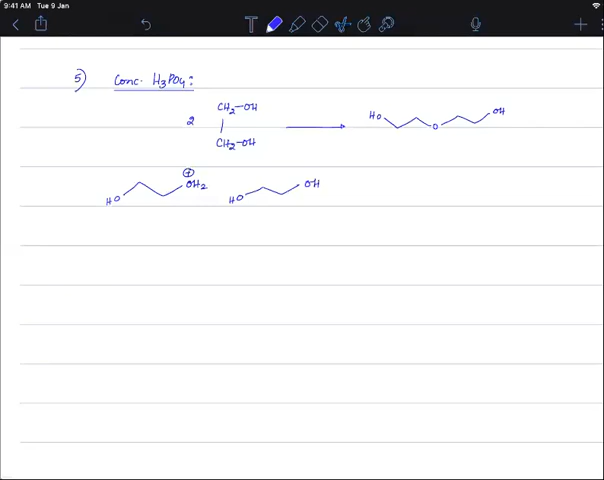 9:41 AM Tue 9 Jan
5) Conc. H3PO4:
2 CH2-OH
CH2-OH
HO O OH
HO ⊕OH2 HO OH